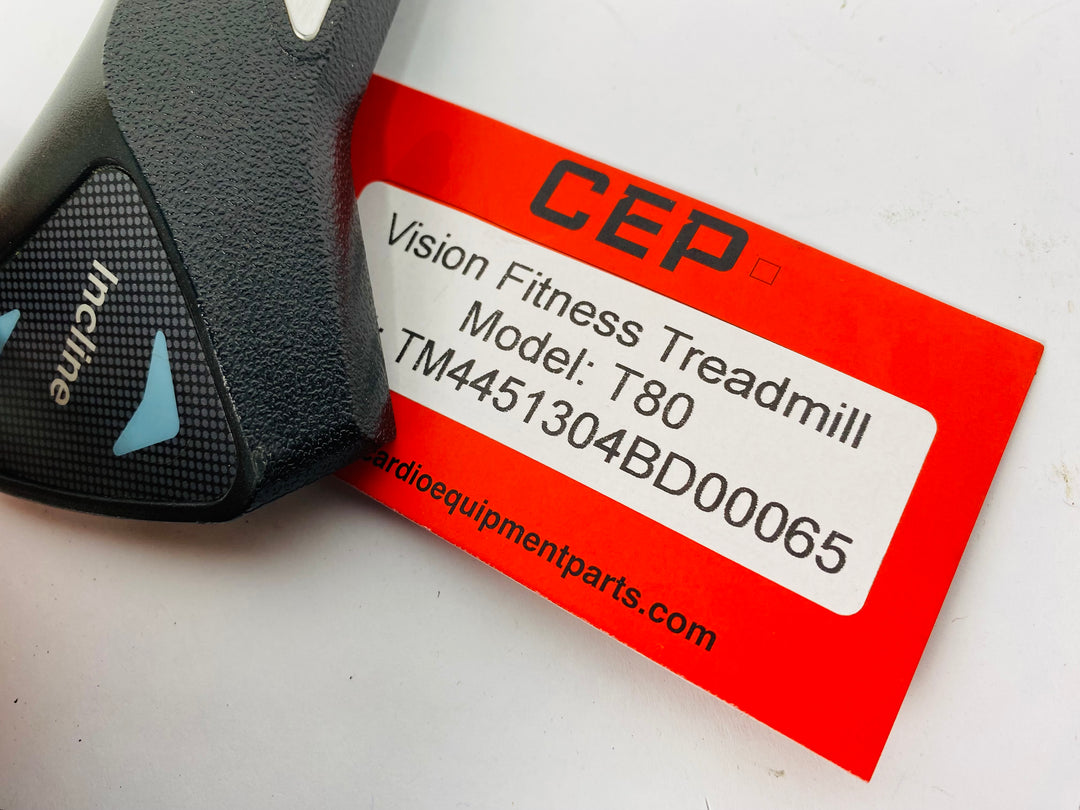 CEP
Vision Fitness Treadmill
Model: T80
TM4451304BD00065
cardioequipmentparts.com
Incline